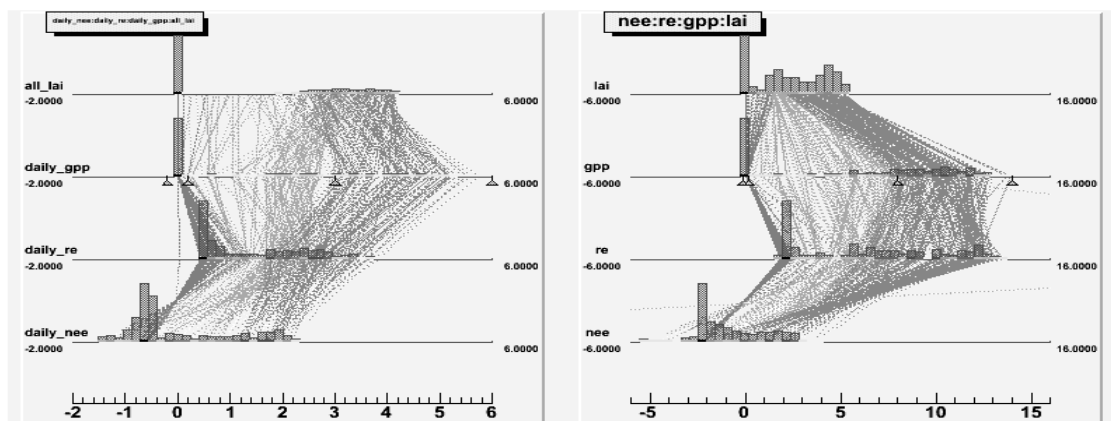 daily_nee:daily_re:daily_gpp:all_lai
all_lai
-2.0000 6.0000
daily_gpp
-2.0000 6.0000
daily_re
-2.0000 6.0000
daily_nee
-2.0000 6.0000
-2 -1 0 1 2 3 4 5 6
nee:re:gpp:lai
lai
-6.0000 16.0000
gpp
-6.0000 16.0000
re
-6.0000 16.0000
nee
-6.0000 16.0000
-5 0 5 10 15